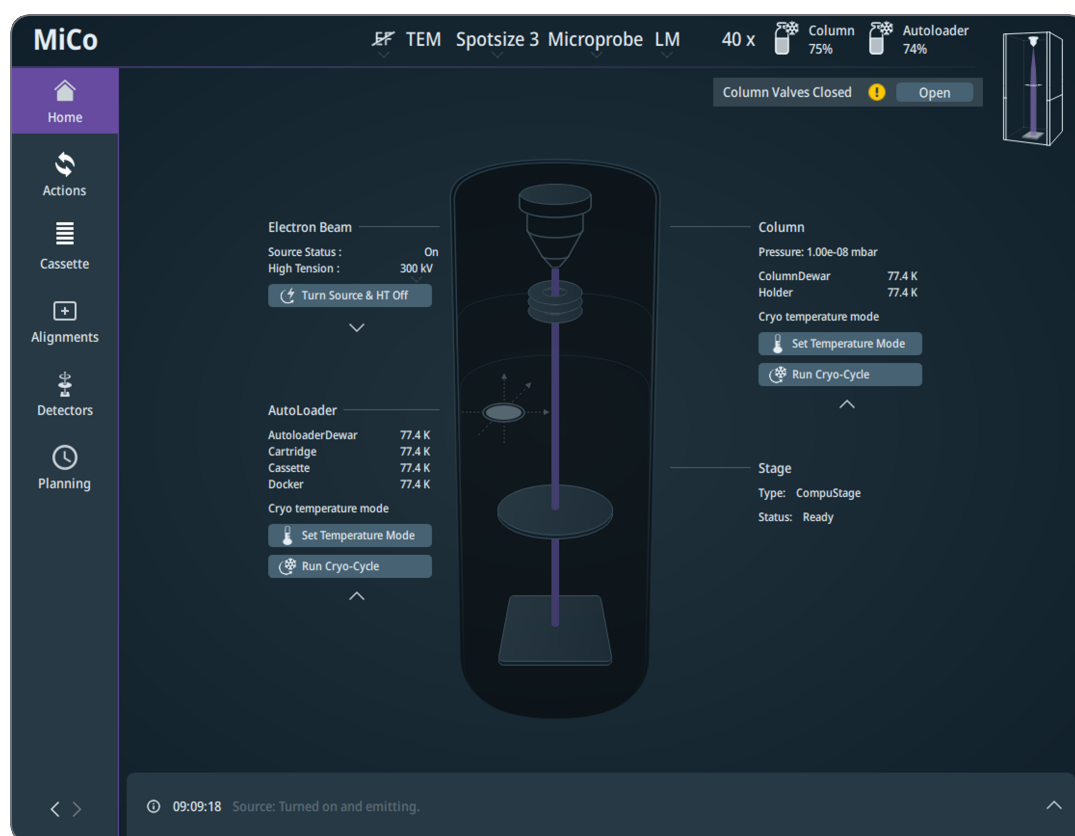 MiCo
EF TEM Spotsize 3 Microprobe LM 40 x
Column
75%
Autoloader
74%
Column Valves Closed ! Open
Home
Actions
Cassette
Alignments
Detectors
Planning
Electron Beam
Source Status : On
High Tension : 300 kV
Turn Source & HT Off
AutoLoader
AutoloaderDewar 77.4 K
Cartridge 77.4 K
Cassette 77.4 K
Docker 77.4 K
Cryo temperature mode
Set Temperature Mode
Run Cryo-Cycle
Column
Pressure: 1.00e-08 mbar
ColumnDewar 77.4 K
Holder 77.4 K
Cryo temperature mode
Set Temperature Mode
Run Cryo-Cycle
Stage
Type: CompuStage
Status: Ready
09:09:18 Source: Turned on and emitting.